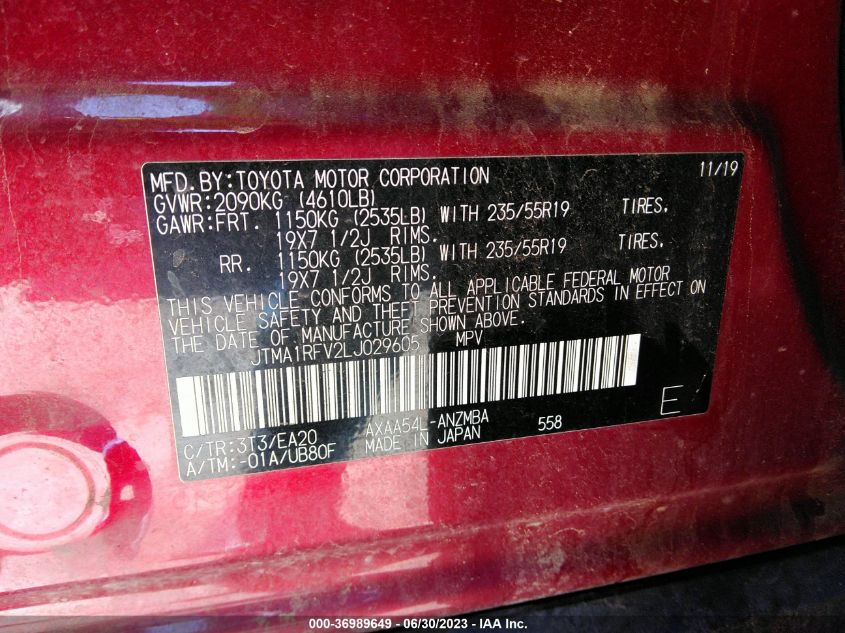 MFD.BY:TOYOTA MOTOR CORPORATION 11/19
GVWR:2090KG (4610LB)
GAWR:FRT. 1150KG (2535LB) WITH 235/55R19 TIRES.
19X7 1/2J RIMS.
RR. 1150KG (2535LB) WITH 235/55R19 TIRES.
19X7 1/2J RIMS.
THIS VEHICLE CONFORMS TO ALL APPLICABLE FEDERAL MOTOR
VEHICLE SAFETY AND THEFT PREVENTION STANDARDS IN EFFECT ON
THE DATE OF MANUFACTURE SHOWN ABOVE.
JTMA1RFV2LJ029605 MPV
C/TR:3T3/EA20 AXAA54L-ANZMBA 558 E
A/TM:-01A/UB80F MADE IN JAPAN
000-36989649 - 06/30/2023 - IAA Inc.